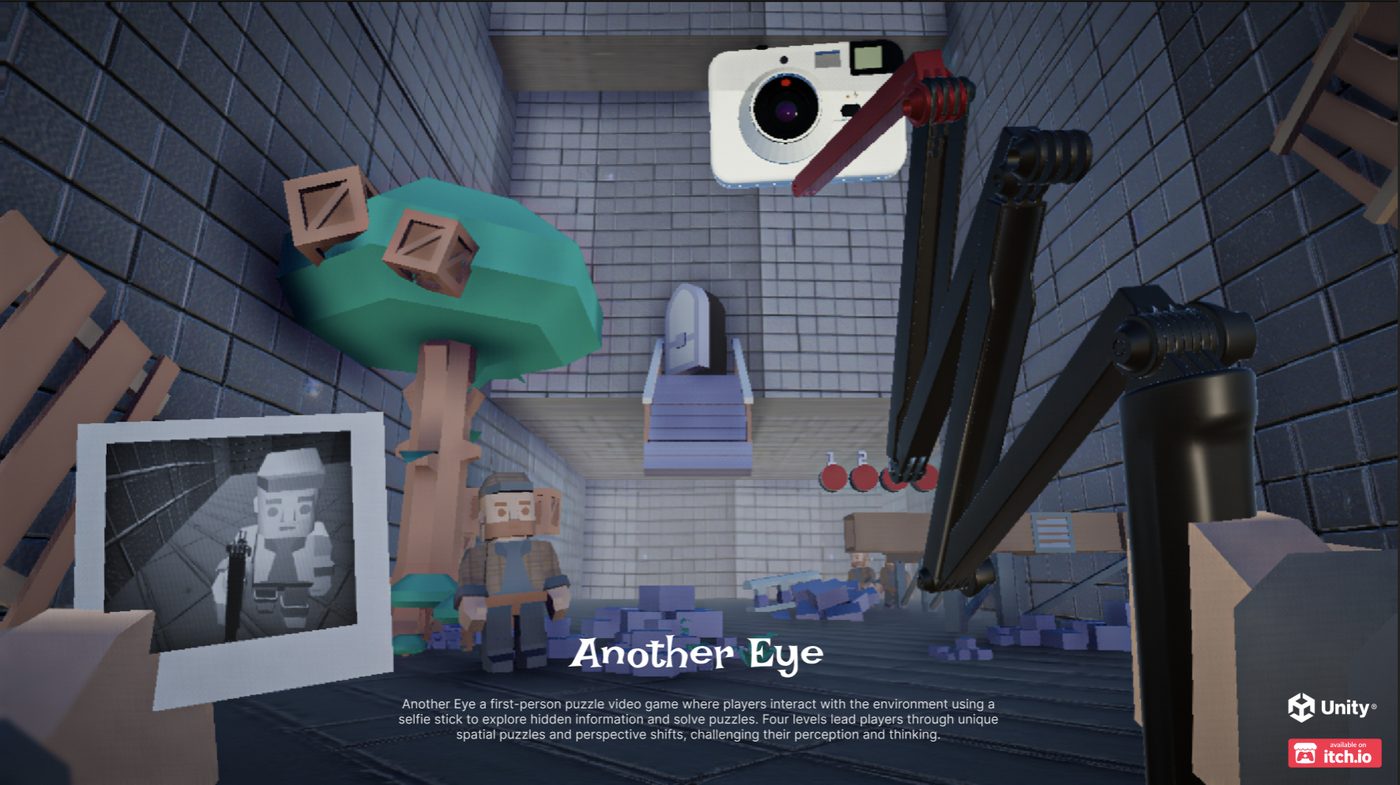 1 2
Another Eye
Another Eye a first-person puzzle video game where players interact with the environment using a
selfie stick to explore hidden information and solve puzzles. Four levels lead players through unique
spatial puzzles and perspective shifts, challenging their perception and thinking.
Unity®
available on
itch.io